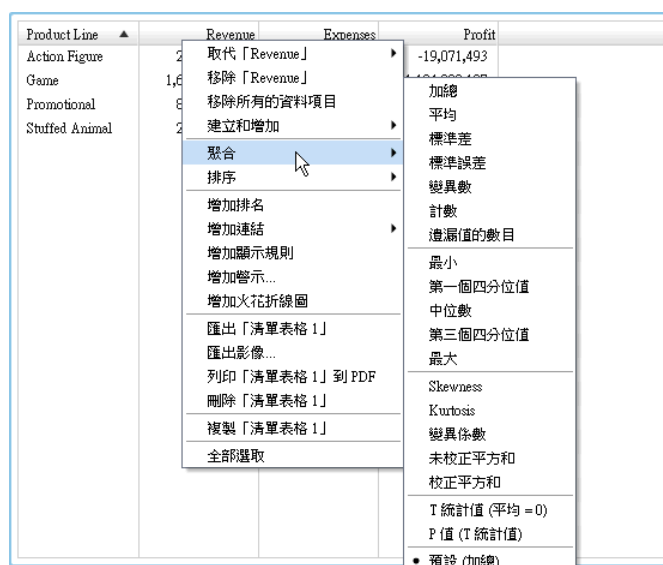 Product Line ▲ Revenue Expenses Profit
Action Figure 2 -19,071,493
Game 1,6
Promotional 8
Stuffed Animal 2
取代「Revenue」
移除「Revenue」
移除所有的資料項目
建立和增加
聚合
排序
增加排名
增加連結
增加顯示規則
增加警示...
增加火花折線圖
匯出「清單表格 1」
匯出影像...
列印「清單表格 1」到 PDF
刪除「清單表格 1」
複製「清單表格 1」
全部選取
加總
平均
標準差
標準誤差
變異數
計數
遺漏值的數目
最小
第一個四分位值
中位數
第三個四分位值
最大
Skewness
Kurtosis
變異係數
未校正平方和
校正平方和
T 統計值 (平均 = 0)
P 值 (T 統計值)
• 預設 (加總)